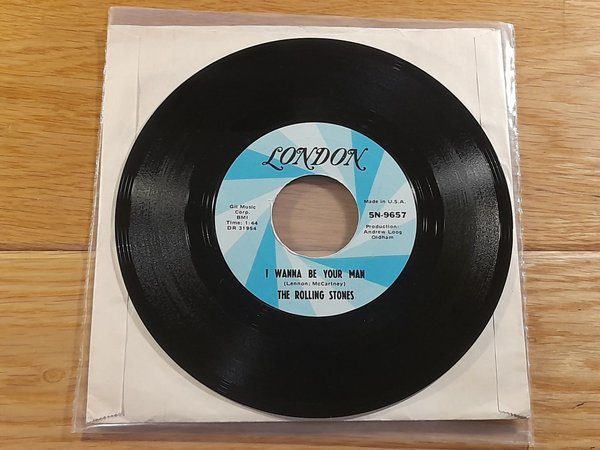 LONDON
Gil Music
Corp.
BMI
Time: 1:44
DR 31954
Made in U.S.A.
5N-9657
Production:
Andrew Loog
Oldham
I WANNA BE YOUR MAN
(Lennon; McCartney)
THE ROLLING STONES